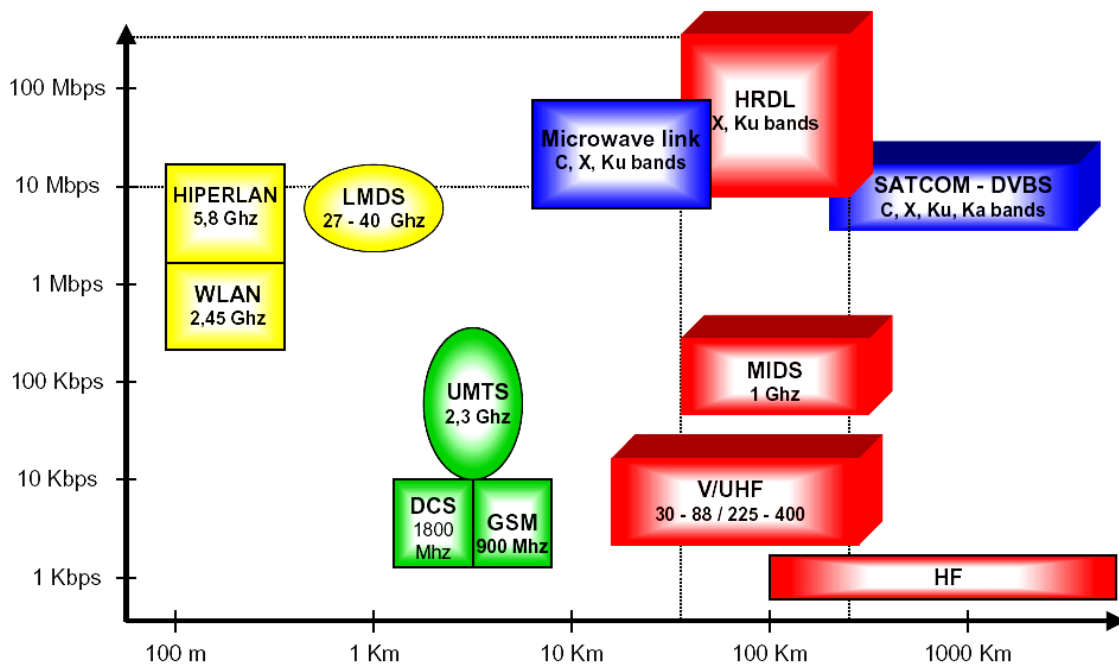 100 Mbps
HRDL
X, Ku bands
Microwave link
C, X, Ku bands
10 Mbps
HIPERLAN
5,8 Ghz
LMDS
27 - 40 Ghz
SATCOM - DVBS
C, X, Ku, Ka bands
1 Mbps
WLAN
2,45 Ghz
100 Kbps
UMTS
2,3 Ghz
MIDS
1 Ghz
10 Kbps
DCS
1800
Mhz
GSM
900 Mhz
V/UHF
30 - 88 / 225 - 400
1 Kbps
HF
100 m
1 Km
10 Km
100 Km
1000 Km